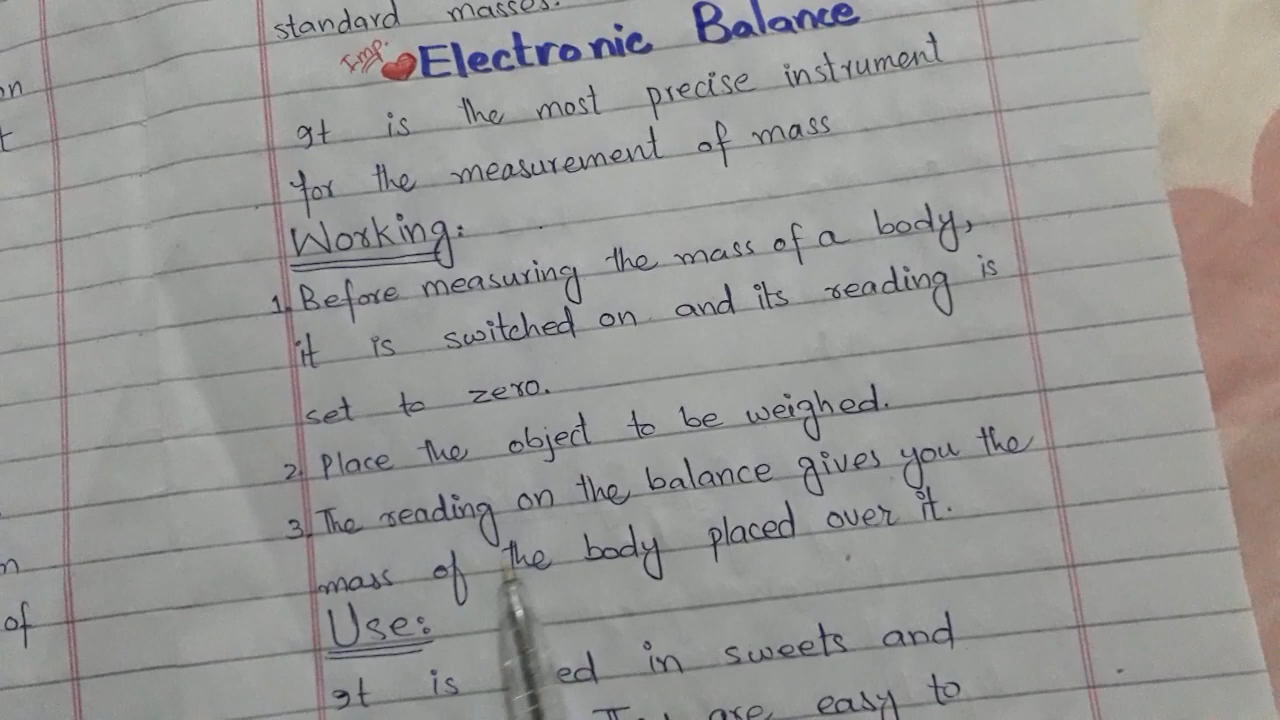 standard masses.
Imp. Electronic Balance
It is the most precise instrument
for the measurement of mass
Working:
1. Before measuring the mass of a body,
it is switched on and its reading is
set to zero.
2. Place the object to be weighed.
3. The reading on the balance gives you the
mass of the body placed over it.
Use:
It is ed in sweets and
are easy to
on
t
n
of